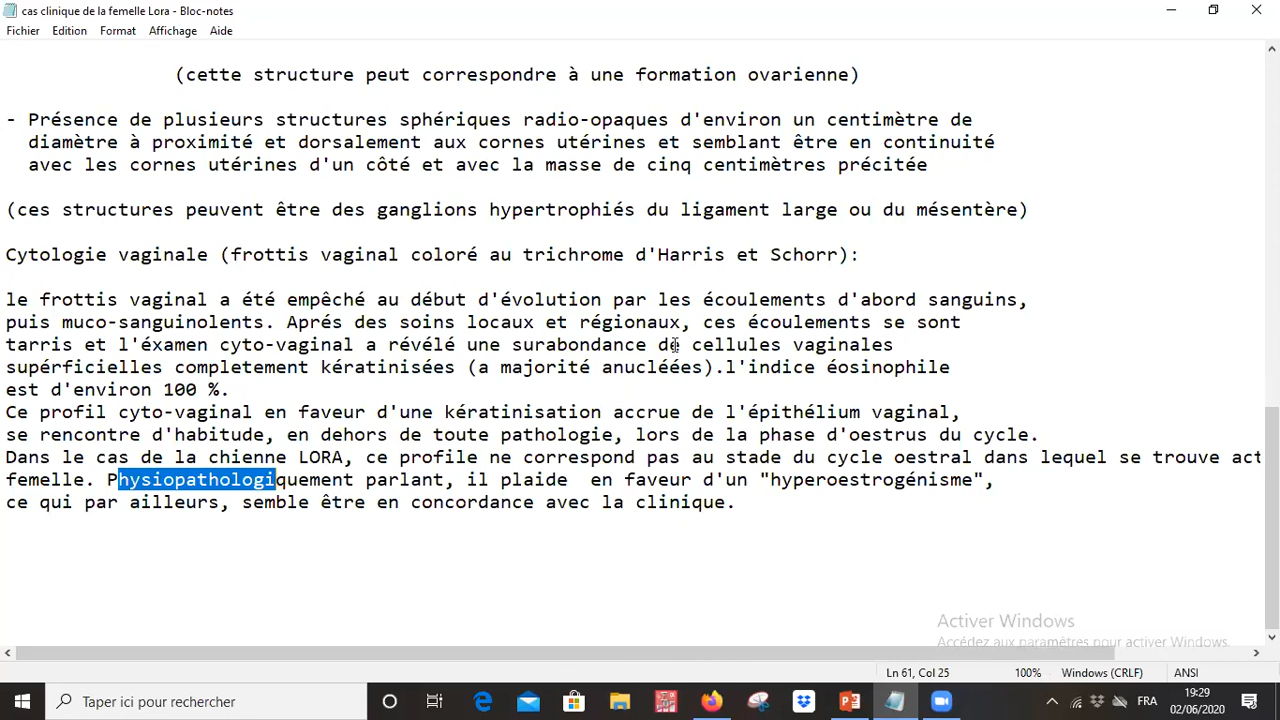 cas clinique de la femelle Lora - Bloc-notes
Fichier Edition Format Affichage Aide
(cette structure peut correspondre à une formation ovarienne)
- Présence de plusieurs structures sphériques radio-opaques d'environ un centimètre de
diamètre à proximité et dorsalement aux cornes utérines et semblant être en continuité
avec les cornes utérines d'un côté et avec la masse de cinq centimètres précitée
(ces structures peuvent être des ganglions hypertrophiés du ligament large ou du mésentère)
Cytologie vaginale (frottis vaginal coloré au trichrome d'Harris et Schorr):
le frottis vaginal a été empêché au début d'évolution par les écoulements d'abord sanguins,
puis muco-sanguinolents. Aprés des soins locaux et régionaux, ces écoulements se sont
tarris et l'éxamen cyto-vaginal a révélé une surabondance de cellules vaginales
supérficielles completement kératinisées (a majorité anucléées).l'indice éosinophile
est d'environ 100 %.
Ce profil cyto-vaginal en faveur d'une kératinisation accrue de l'épithélium vaginal,
se rencontre d'habitude, en dehors de toute pathologie, lors de la phase d'oestrus du cycle.
Dans le cas de la chienne LORA, ce profile ne correspond pas au stade du cycle oestral dans lequel se trouve act
femelle. Physiopathologiquement parlant, il plaide  en faveur d'un "hyperoestrogénisme",
ce qui par ailleurs, semble être en concordance avec la clinique.
Activer Windows
Accédez aux paramètres pour activer Windows.
Ln 61, Col 25 100% Windows (CRLF) ANSI
Taper ici pour rechercher
FRA
19:29
02/06/2020